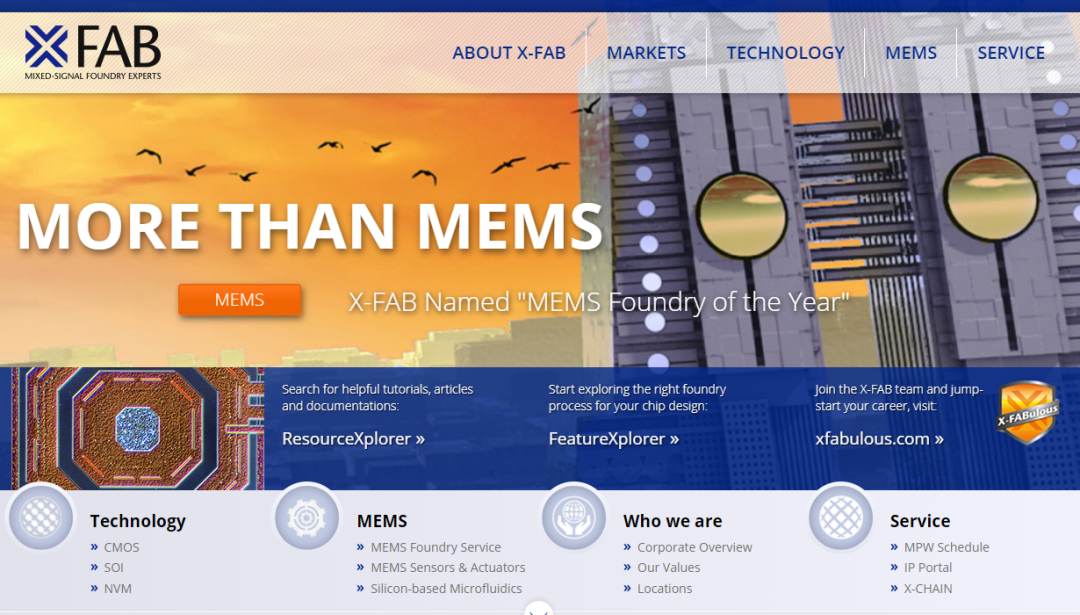 XFAB
MIXED-SIGNAL FOUNDRY EXPERTS
ABOUT X-FAB
MARKETS
TECHNOLOGY
MEMS
SERVICE
MORE THAN MEMS
MEMS
X-FAB Named "MEMS Foundry of the Year"
Search for helpful tutorials, articles
and documentations:
ResourceXplorer »
Start exploring the right foundry
process for your chip design:
FeatureXplorer »
Join the X-FAB team and jump-
start your career, visit:
xfabulous.com »
X-FABulous
Technology
» CMOS
» SOI
» NVM
MEMS
» MEMS Foundry Service
» MEMS Sensors & Actuators
» Silicon-based Microfluidics
Who we are
» Corporate Overview
» Our Values
» Locations
Service
» MPW Schedule
» IP Portal
» X-CHAIN